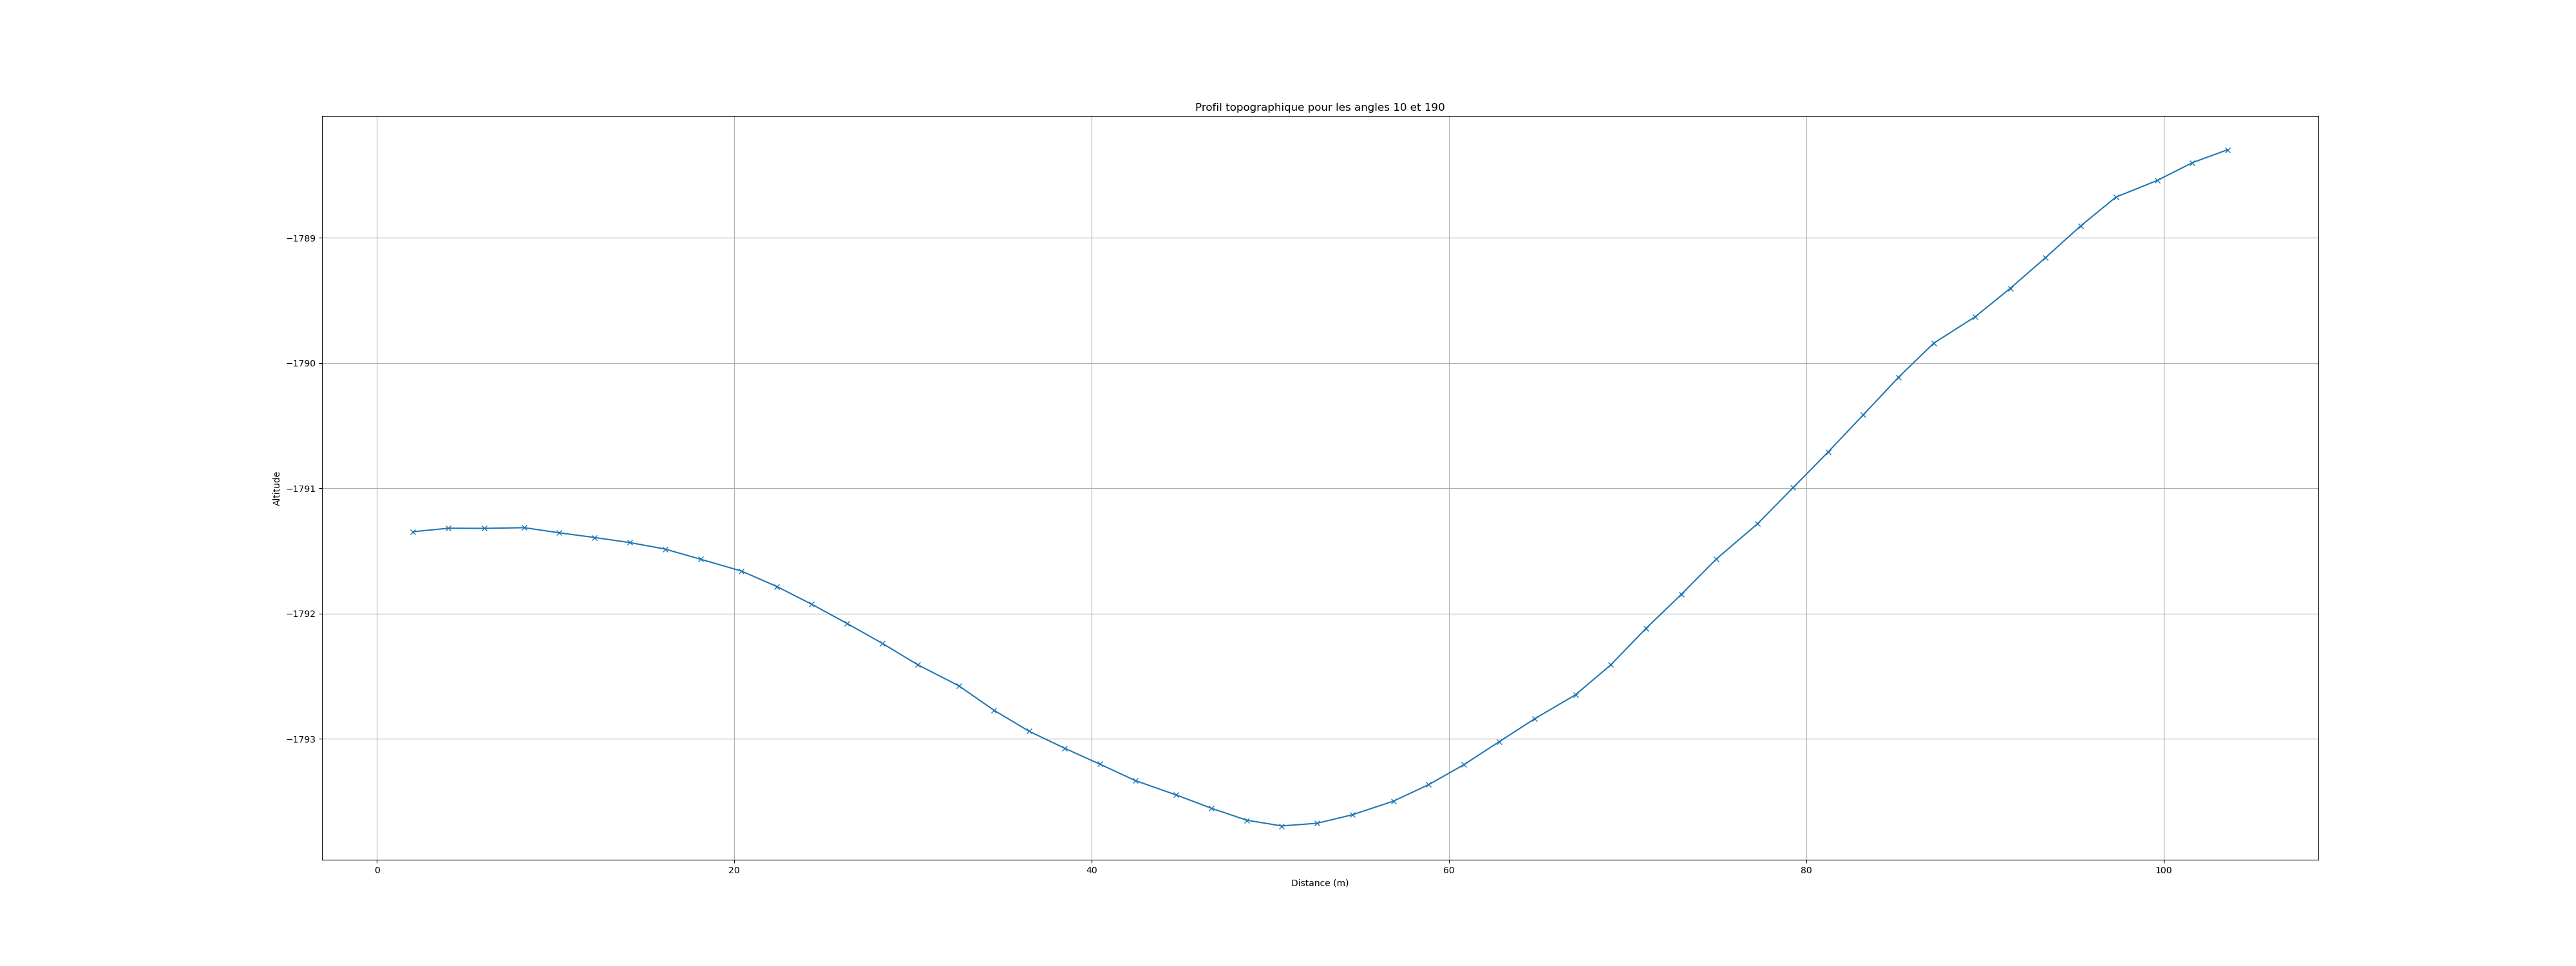 Profil topographique pour les angles 10 et 190
Altitude
−1789
−1790
−1791
−1792
−1793
0 20 40 60 80 100
Distance (m)